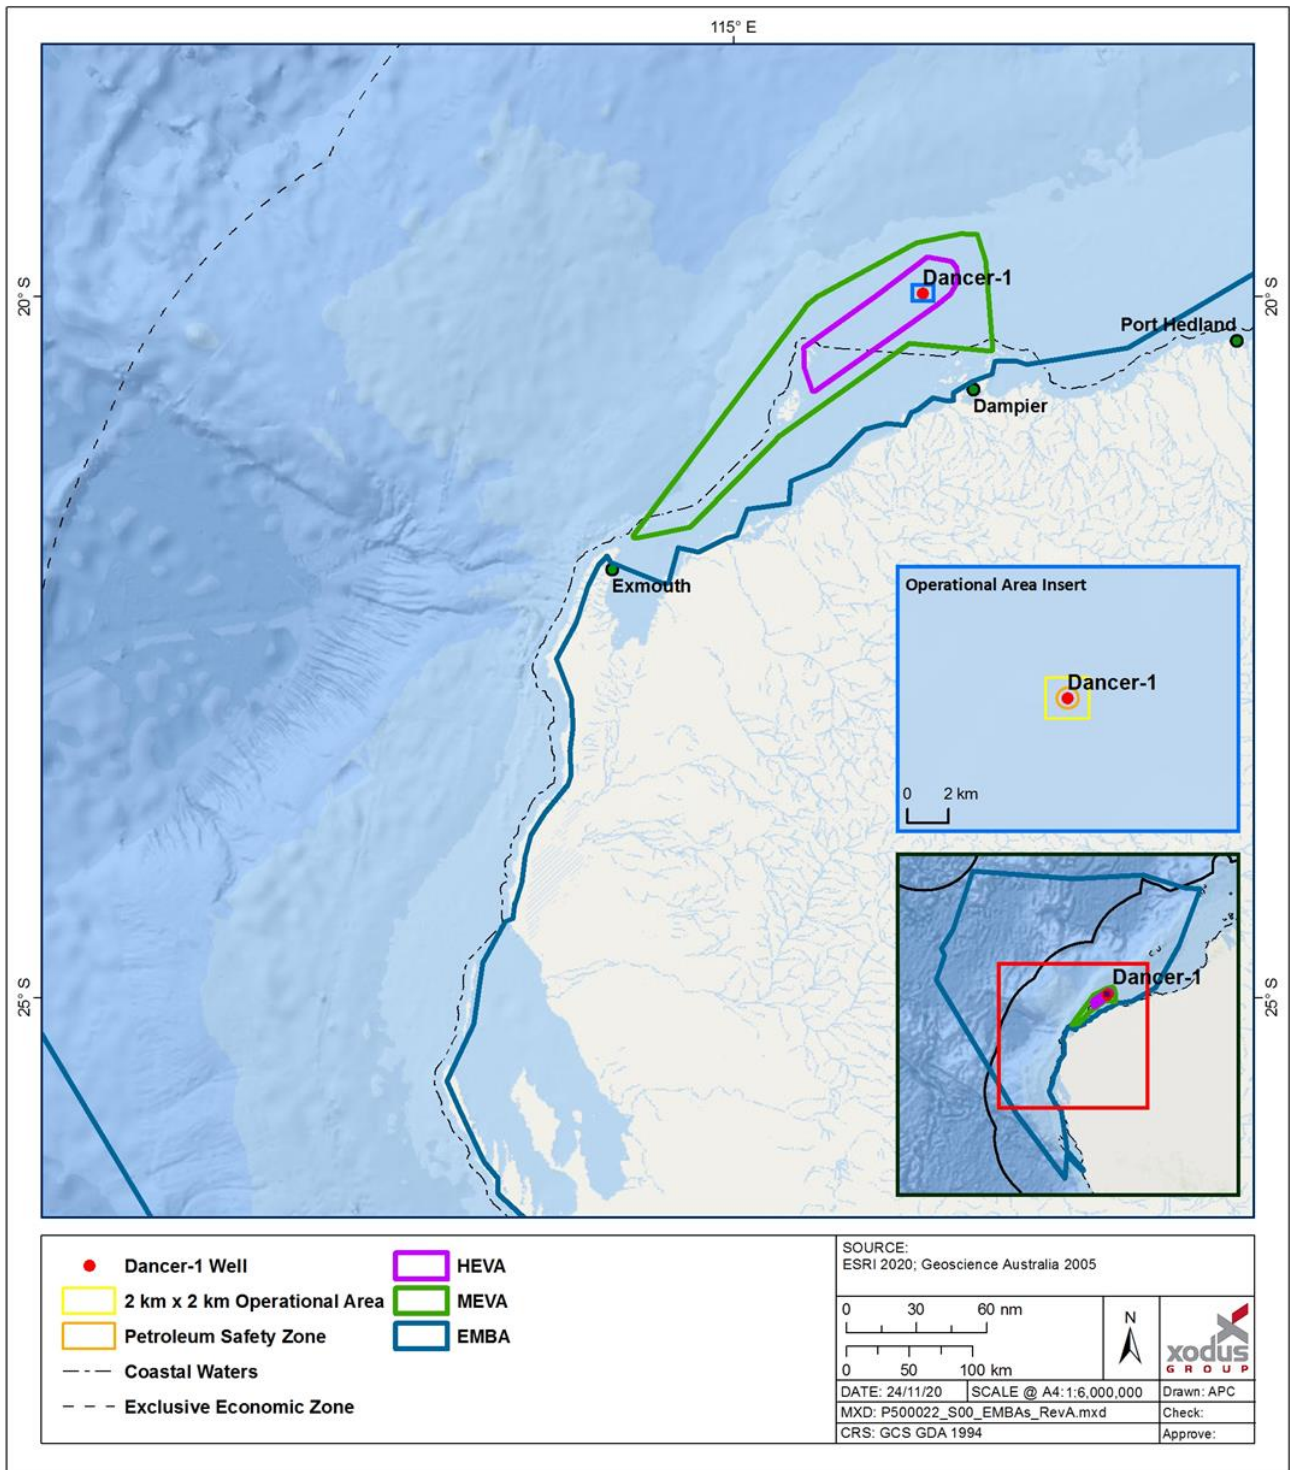 115° E
20° S
20° S
Dancer-1
Port Hedland
Dampier
Exmouth
Operational Area Insert
Dancer-1
0 2 km
Dancer-1
25° S
25° S
Dancer-1 Well
2 km x 2 km Operational Area
Petroleum Safety Zone
Coastal Waters
Exclusive Economic Zone
HEVA
MEVA
EMBA
SOURCE:
ESRI 2020; Geoscience Australia 2005
0 30 60 nm
0 50 100 km
N
xodus
GROUP
DATE: 24/11/20
SCALE @ A4:1:6,000,000
Drawn: APC
MXD: P500022_S00_EMBAs_RevA.mxd
Check:
CRS: GCS GDA 1994
Approve: